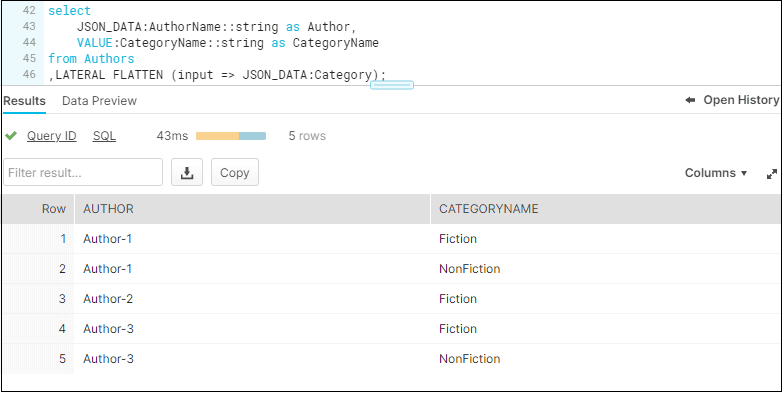 42 select
43 JSON_DATA:AuthorName::string as Author,
44 VALUE:CategoryName::string as CategoryName
45 from Authors
46 ,LATERAL FLATTEN (input => JSON_DATA:Category);
Results Data Preview Open History
Query ID SQL 43ms 5 rows
Filter result... Copy Columns
Row AUTHOR CATEGORYNAME
1 Author-1 Fiction
2 Author-1 NonFiction
3 Author-2 Fiction
4 Author-3 Fiction
5 Author-3 NonFiction